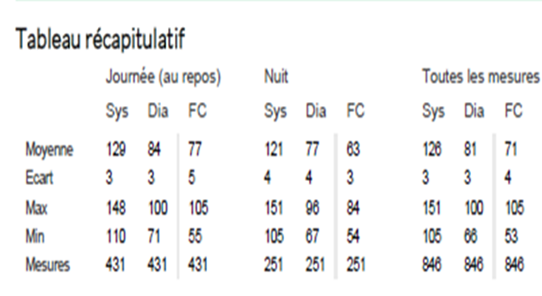 Tableau récapitulatif
Journée (au repos) Nuit Toutes les mesures
Sys Dia FC Sys Dia FC Sys Dia FC
Moyenne 129 84 77 121 77 63 126 81 71
Ecart 3 3 5 4 4 3 3 3 4
Max 148 100 105 151 96 84 151 100 105
Min 110 71 55 105 67 54 105 66 53
Mesures 431 431 431 251 251 251 846 846 846